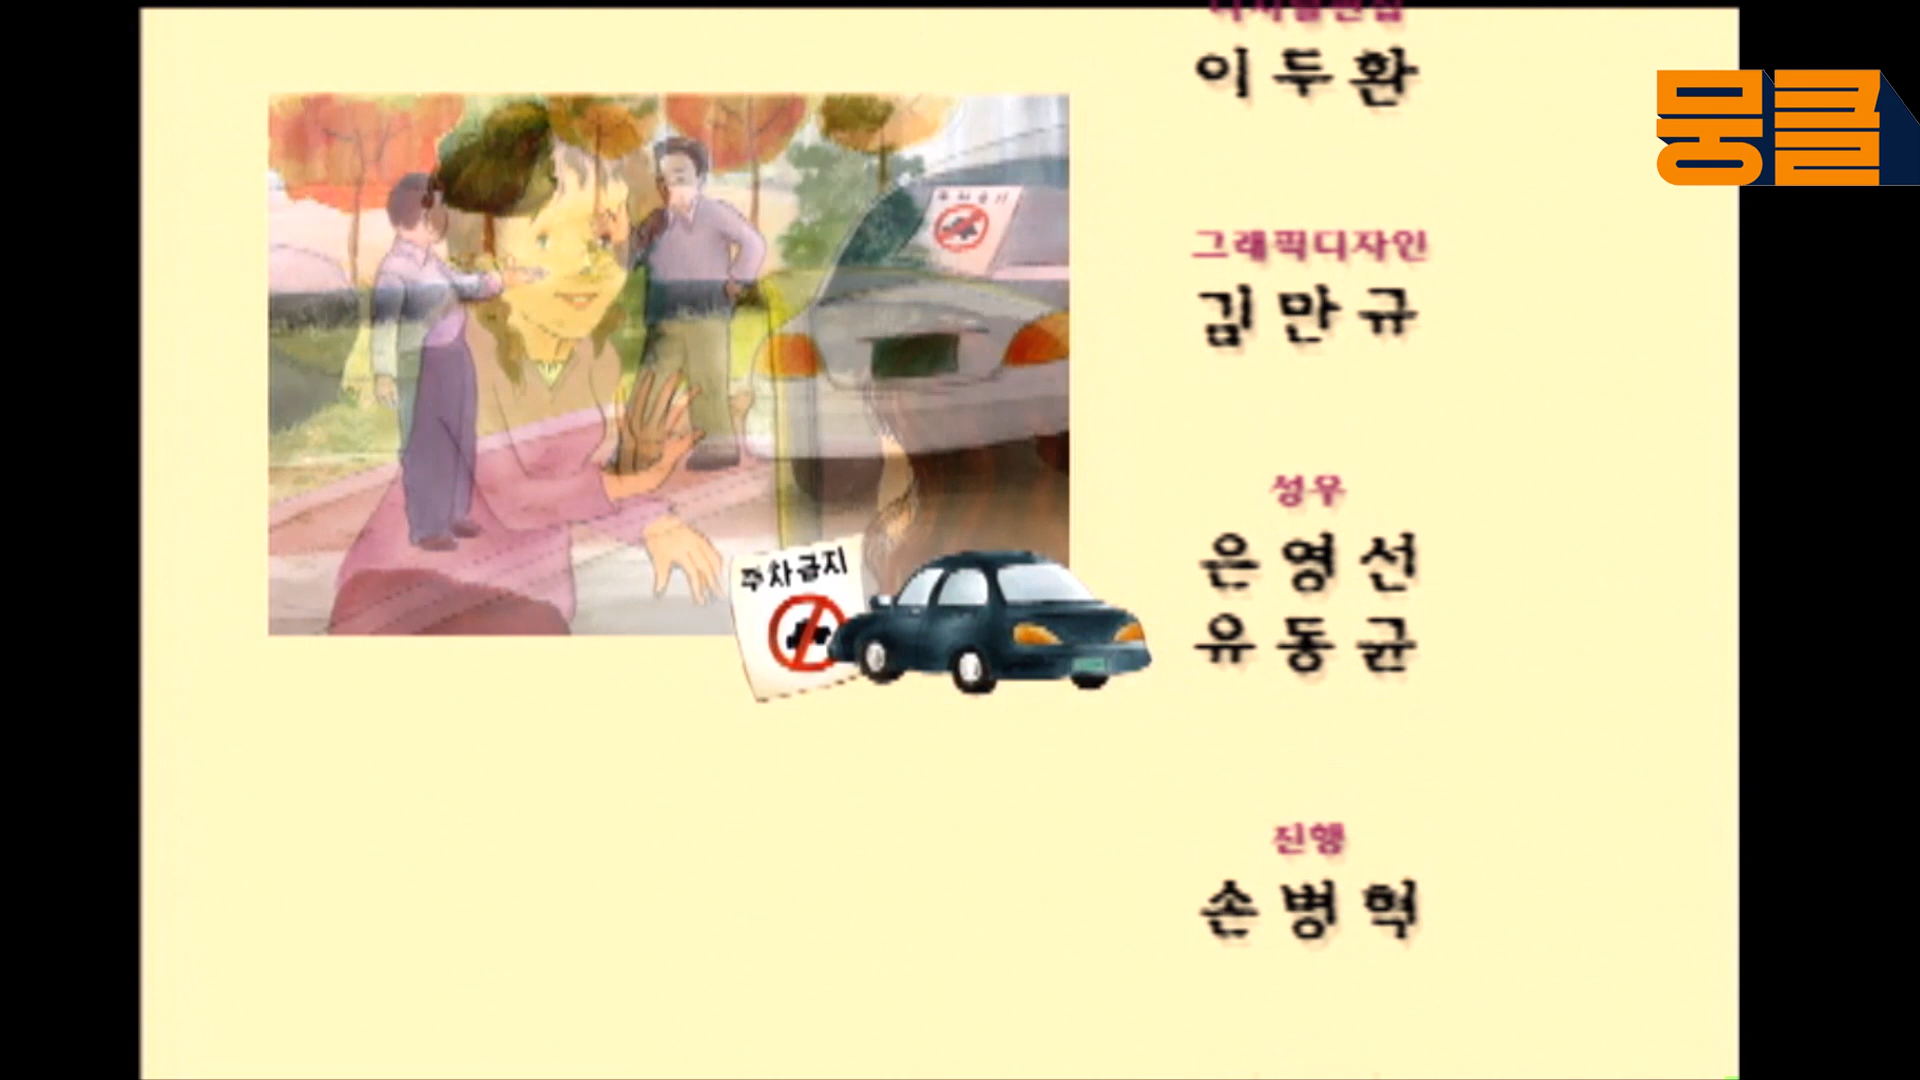 이두환
뭉클
그래픽디자인
김만규
성우
은영선
유동균
주차금지
진행
손병혁